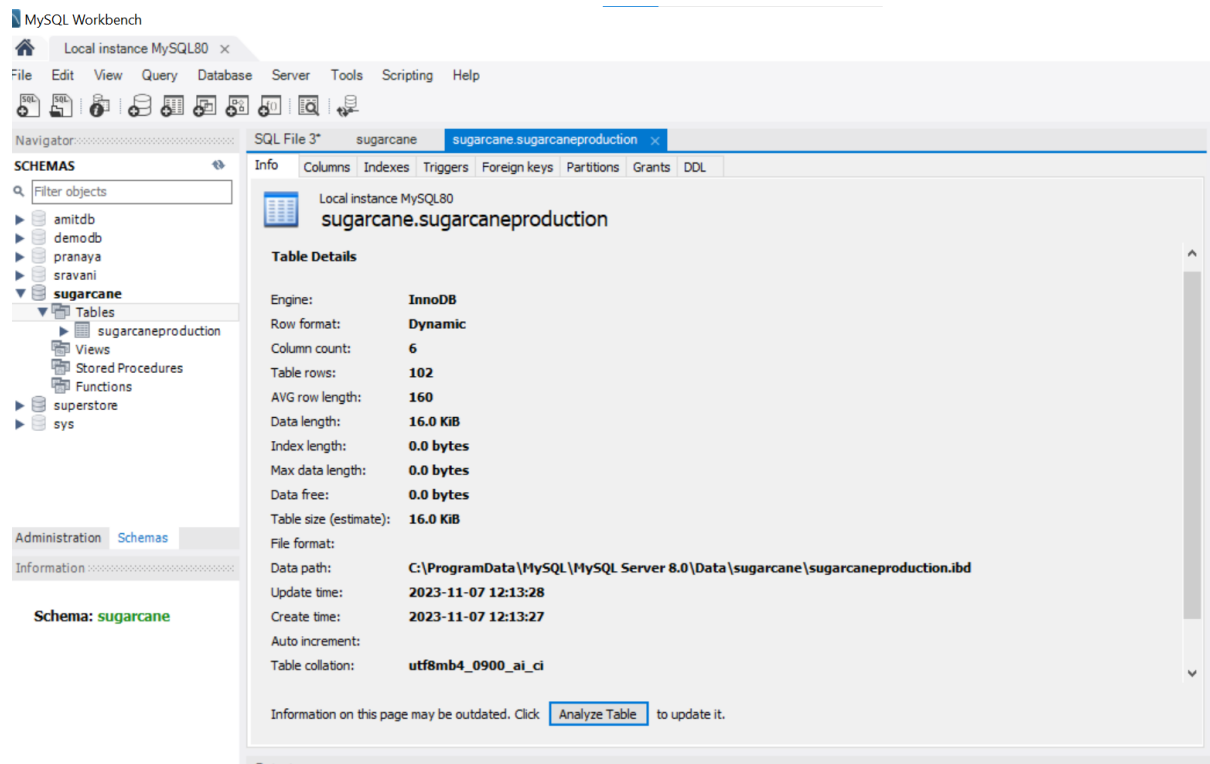 MySQL Workbench
Local instance MySQL80 ×
File Edit View Query Database Server Tools Scripting Help
Navigator
SCHEMAS
Filter objects
amitdb
demodb
pranaya
sravani
sugarcane
Tables
sugarcaneproduction
Views
Stored Procedures
Functions
superstore
sys
Administration Schemas
Information
Schema: sugarcane
SQL File 3* sugarcane sugarcane.sugarcaneproduction ×
Info Columns Indexes Triggers Foreign keys Partitions Grants DDL
Local instance MySQL80
sugarcane.sugarcaneproduction
Table Details
Engine: InnoDB
Row format: Dynamic
Column count: 6
Table rows: 102
AVG row length: 160
Data length: 16.0 KiB
Index length: 0.0 bytes
Max data length: 0.0 bytes
Data free: 0.0 bytes
Table size (estimate): 16.0 KiB
File format:
Data path: C:\ProgramData\MySQL\MySQL Server 8.0\Data\sugarcane\sugarcaneproduction.ibd
Update time: 2023-11-07 12:13:28
Create time: 2023-11-07 12:13:27
Auto increment:
Table collation: utf8mb4_0900_ai_ci
Information on this page may be outdated. Click Analyze Table to update it.